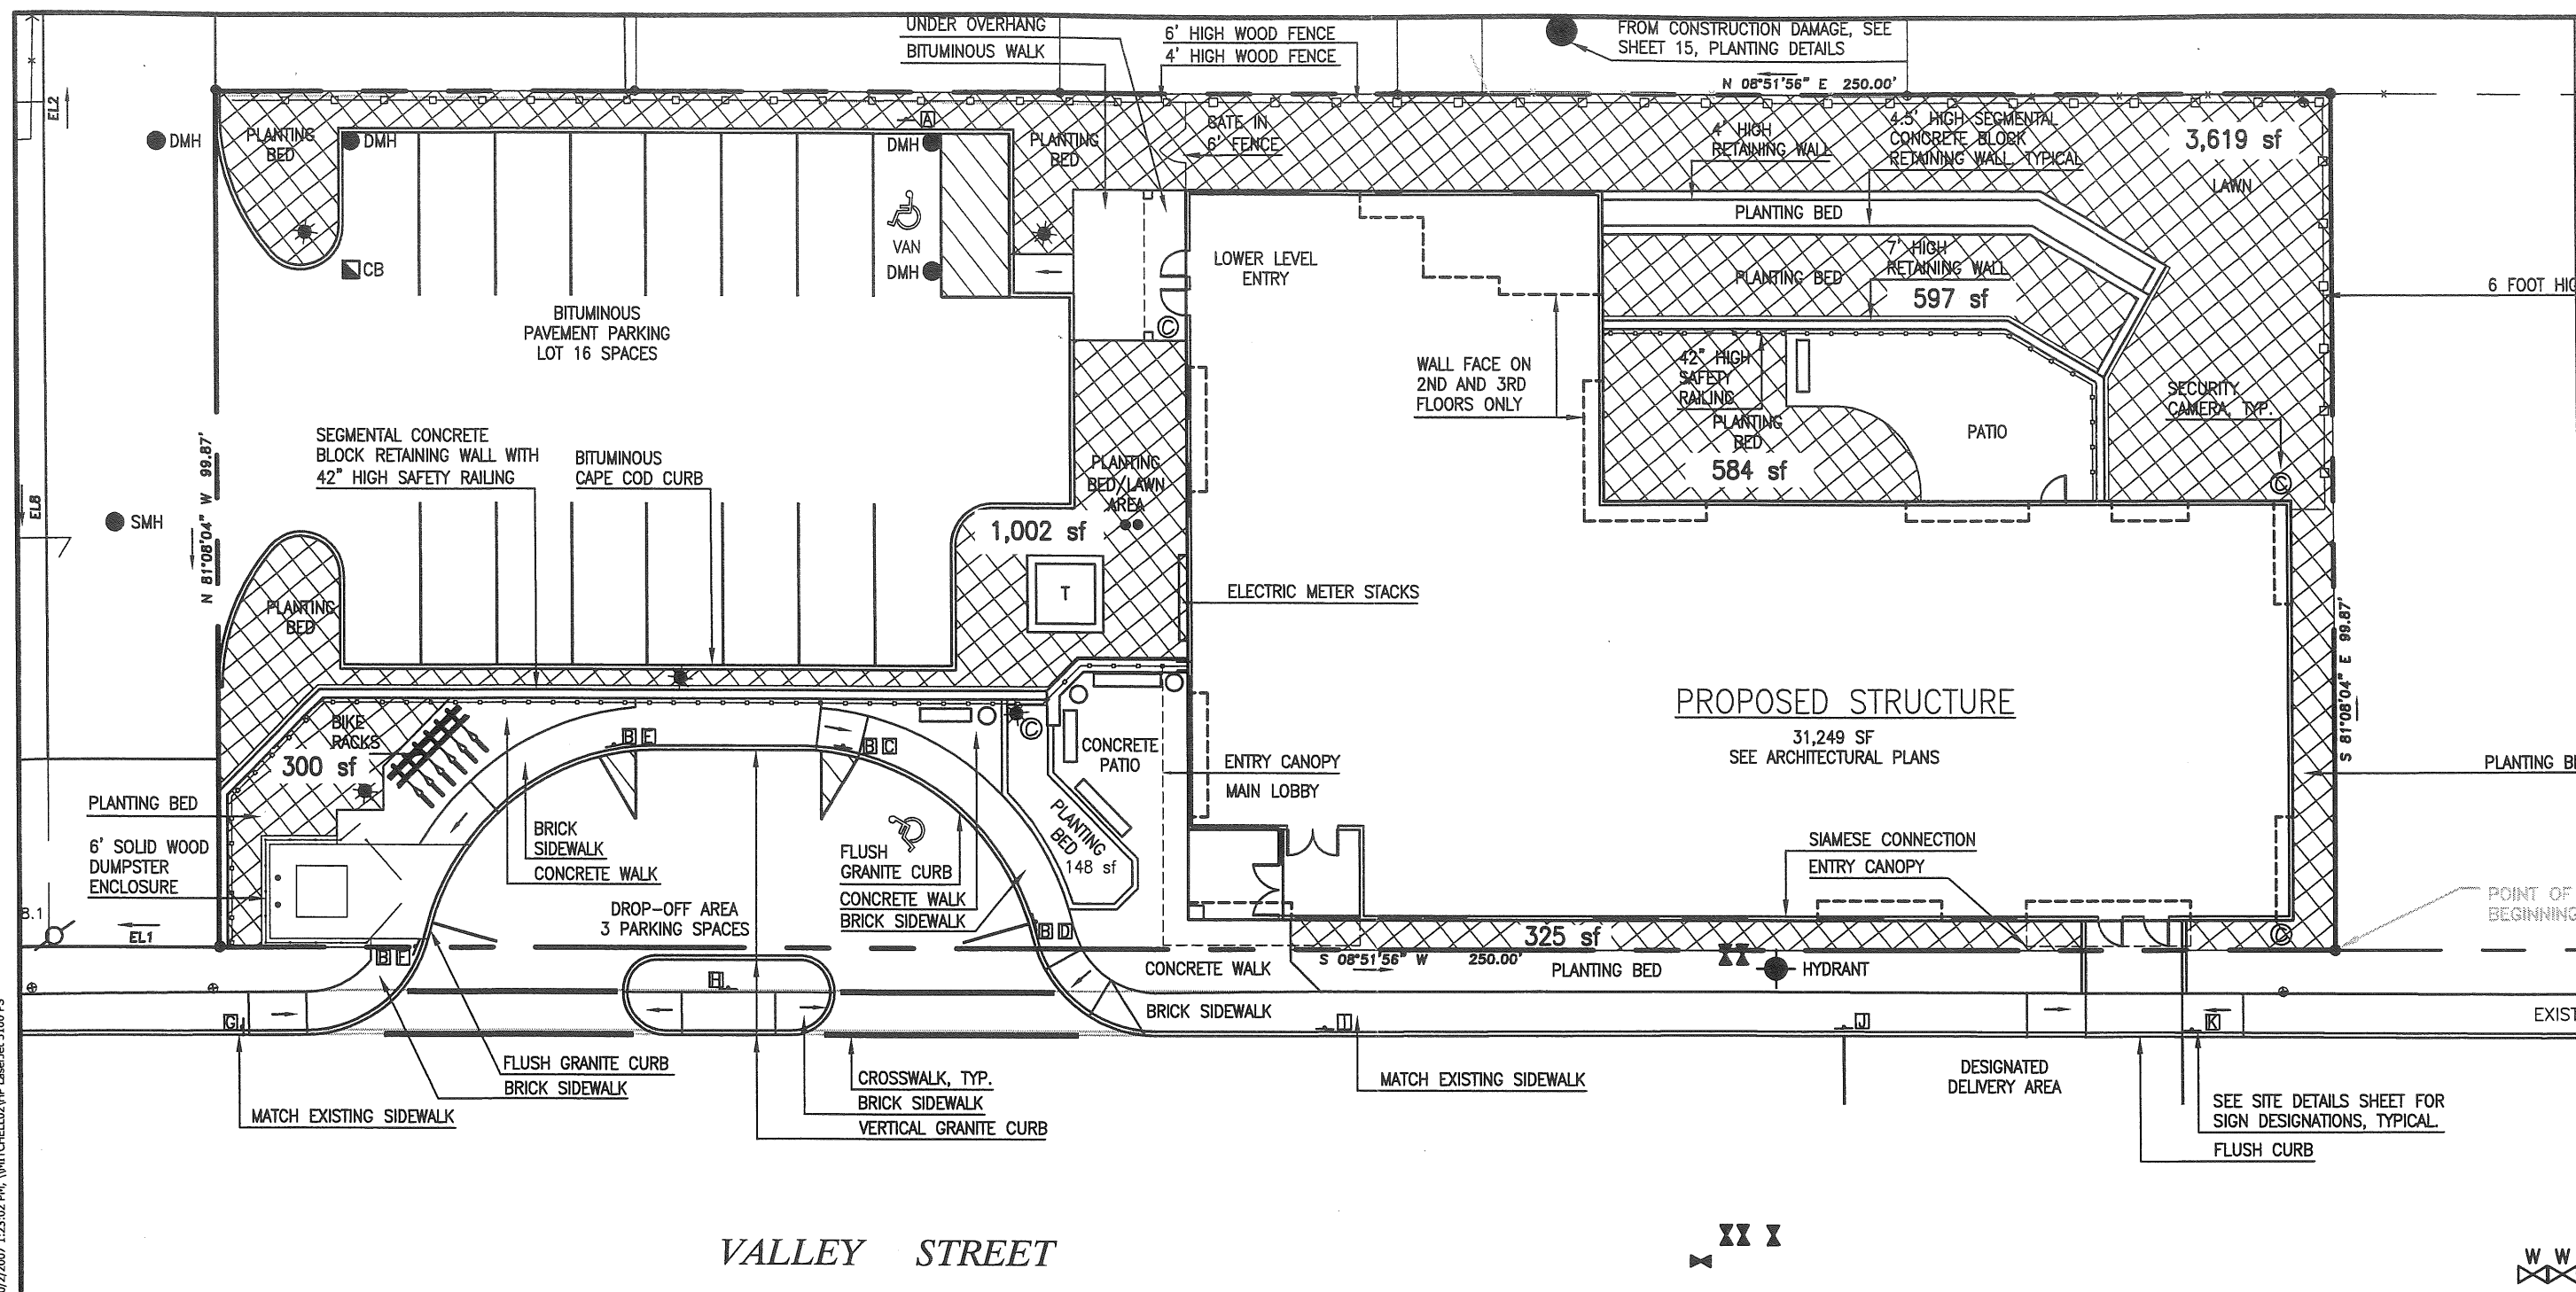 UNDER OVERHANG
BITUMINOUS WALK
6' HIGH WOOD FENCE
4' HIGH WOOD FENCE
FROM CONSTRUCTION DAMAGE, SEE
SHEET 15, PLANTING DETAILS
N 08°51'56" E 250.00'
EL2
DMH
PLANTING
BED
DMH
A
DMH
PLANTING
BED
GATE IN
6' FENCE
4' HIGH
RETAINING WALL
4.5' HIGH SEGMENTAL
CONCRETE BLOCK
RETAINING WALL, TYPICAL
3,619 sf
LAWN
PLANTING BED
VAN
DMH
CB
LOWER LEVEL
ENTRY
7' HIGH
RETAINING WALL
PLANTING BED
597 sf
6 FOOT HIG
BITUMINOUS
PAVEMENT PARKING
LOT 16 SPACES
C
WALL FACE ON
2ND AND 3RD
FLOORS ONLY
42" HIGH
SAFETY
RAILING
PLANTING
BED
584 sf
PATIO
SECURITY
CAMERA, TYP.
C
N 81°08'04" W 99.87'
SEGMENTAL CONCRETE
BLOCK RETAINING WALL WITH
42" HIGH SAFETY RAILING
BITUMINOUS
CAPE COD CURB
PLANTING
BED/LAWN
AREA
1,002 sf
EL8
SMH
T
ELECTRIC METER STACKS
PLANTING
BED
S 81°08'04" E 99.87'
PROPOSED STRUCTURE
31,249 SF
SEE ARCHITECTURAL PLANS
BIKE
RACKS
300 sf
B E
B C
C
CONCRETE
PATIO
ENTRY CANOPY
MAIN LOBBY
PLANTING B
PLANTING BED
6' SOLID WOOD
DUMPSTER
ENCLOSURE
BRICK
SIDEWALK
CONCRETE WALK
FLUSH
GRANITE CURB
CONCRETE WALK
BRICK SIDEWALK
PLANTING
BED
148 sf
SIAMESE CONNECTION
ENTRY CANOPY
POINT OF
BEGINNING
8.1
EL1
DROP-OFF AREA
3 PARKING SPACES
B D
325 sf
C
B F
S 08°51'56" W 250.00'
CONCRETE WALK
PLANTING BED
HYDRANT
H
G
BRICK SIDEWALK
I
J
K
EXIST
FLUSH GRANITE CURB
BRICK SIDEWALK
MATCH EXISTING SIDEWALK
CROSSWALK, TYP.
BRICK SIDEWALK
VERTICAL GRANITE CURB
MATCH EXISTING SIDEWALK
DESIGNATED
DELIVERY AREA
SEE SITE DETAILS SHEET FOR
SIGN DESIGNATIONS, TYPICAL.
FLUSH CURB
VALLEY STREET
W W